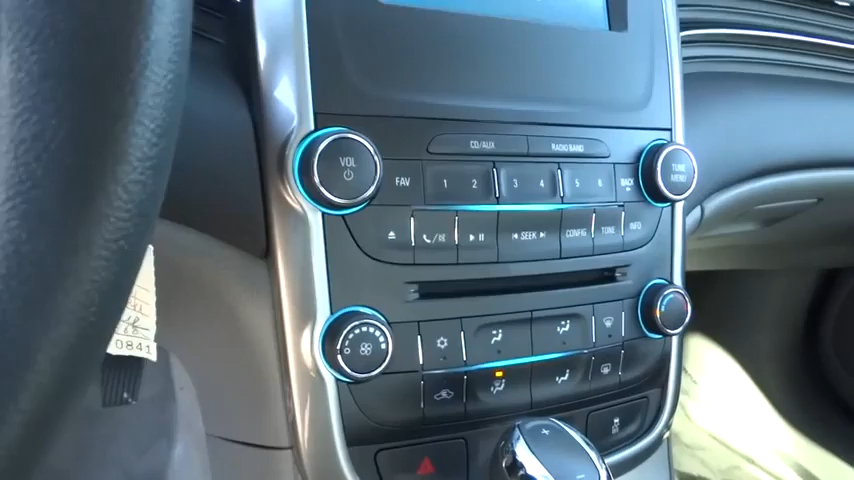 CD/AUX RADIO BAND
VOL
FAV 1 2 3 4 5 6 BACK
TUNE
MENU
SEEK CONFIG TONE INFO
0841